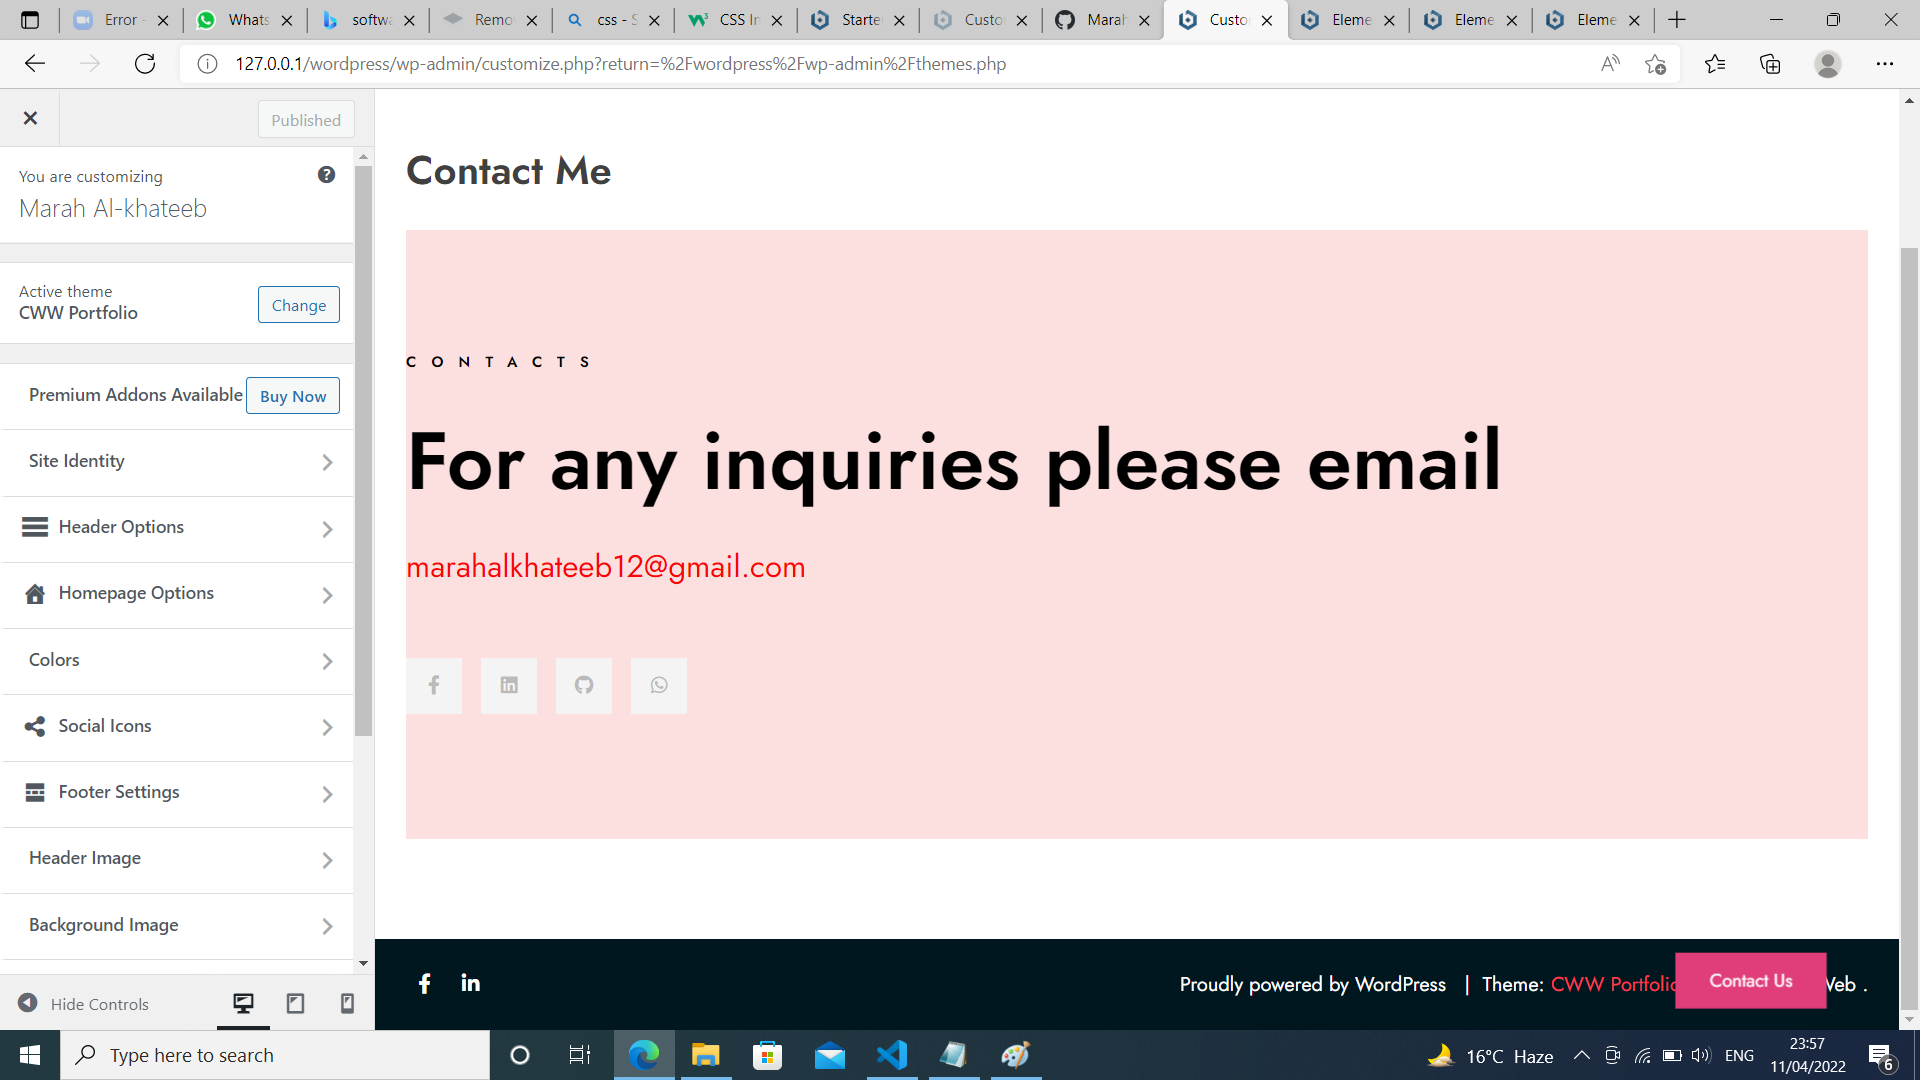 Error -
Whats
softwa
Remo
css - S
CSS In
Starte
Custo
Marah
Custo
Eleme
Eleme
Eleme
127.0.0.1/wordpress/wp-admin/customize.php?return=%2Fwordpress%2Fwp-admin%2Fthemes.php
Published
You are customizing
Marah Al-khateeb
Active theme
CWW Portfolio
Change
Premium Addons Available
Buy Now
Site Identity
Header Options
Homepage Options
Colors
Social Icons
Footer Settings
Header Image
Background Image
Hide Controls
Contact Me
CONTACTS
For any inquiries please email
marahalkhateeb12@gmail.com
Proudly powered by WordPress | Theme: CWW Portfolio
Contact Us
Web .
Type here to search
16°C Haze
ENG
23:57
11/04/2022
6